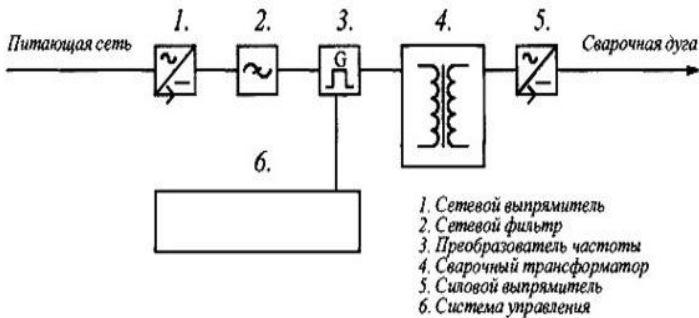 1. 2. 3. 4. 5.
Питающая сеть
Сварочная дуга
G
6.
1. Сетевой выпрямитель
2. Сетевой фильтр
3. Преобразователь частоты
4. Сварочный трансформатор
5. Силовой выпрямитель
6. Система управления